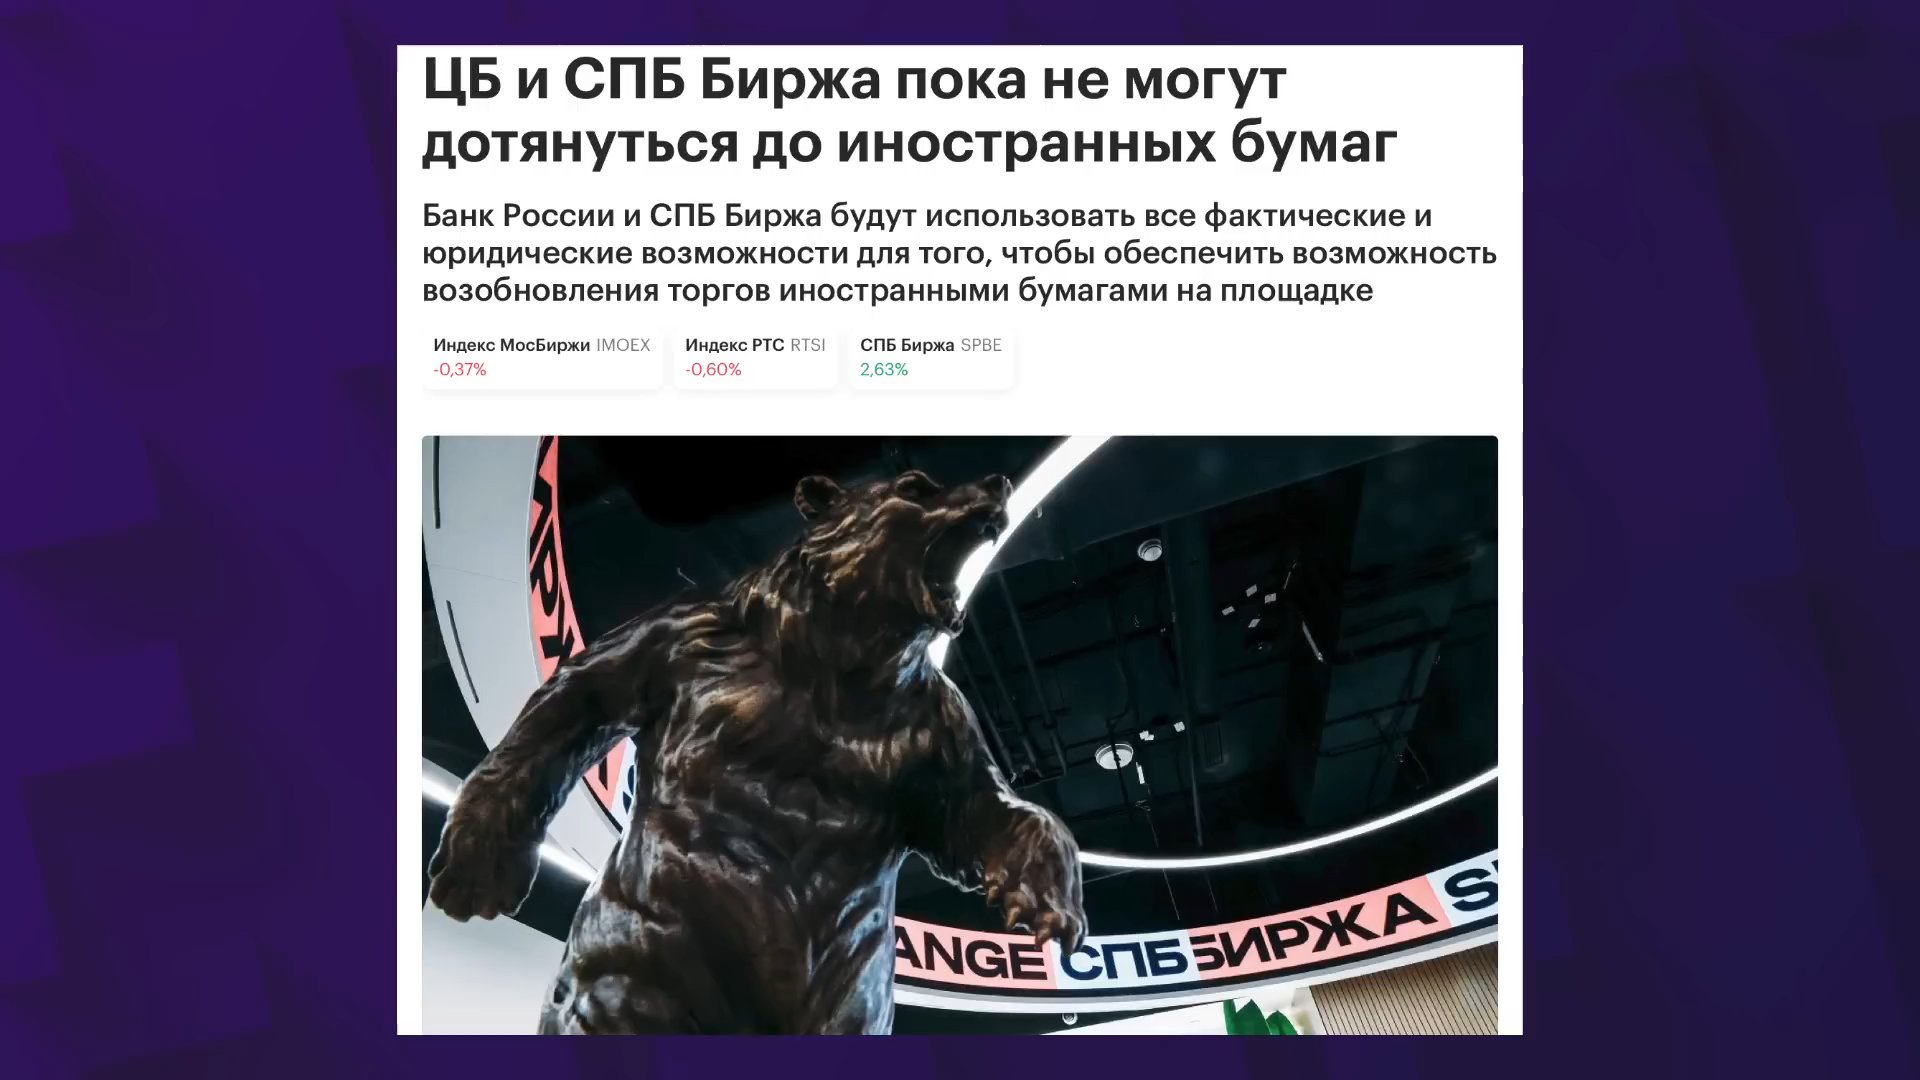 ЦБ и СПБ Биржа пока не могут
дотянуться до иностранных бумаг
Банк России и СПБ Биржа будут использовать все фактические и
юридические возможности для того, чтобы обеспечить возможность
возобновления торгов иностранными бумагами на площадке
Индекс МосБиржи IMOEX
-0,37%
Индекс РТС RTSI
-0,60%
СПБ Биржа SPBE
2,63%
ANGE СПББИРЖА S